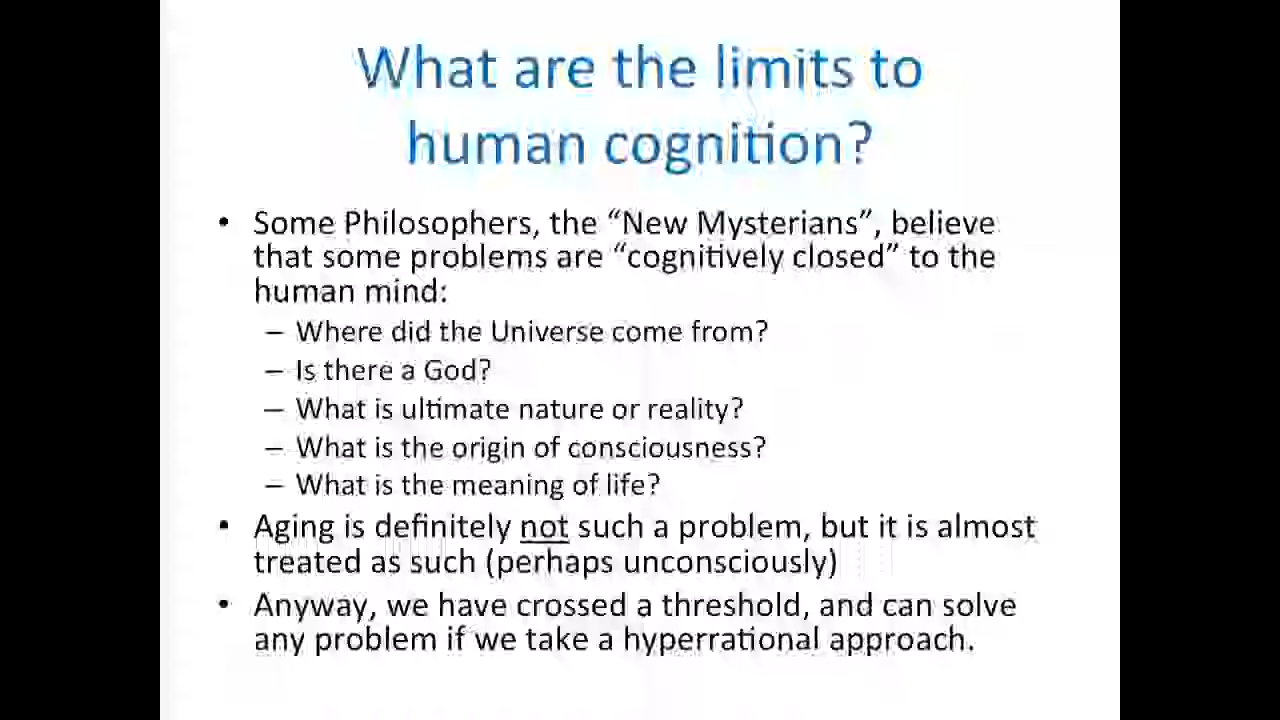 What are the limits to
human cognition?
• Some Philosophers, the “New Mysterians”, believe
that some problems are “cognitively closed” to the
human mind:
– Where did the Universe come from?
– Is there a God?
– What is ultimate nature or reality?
– What is the origin of consciousness?
– What is the meaning of life?
• Aging is definitely not such a problem, but it is almost
treated as such (perhaps unconsciously)
• Anyway, we have crossed a threshold, and can solve
any problem if we take a hyperrational approach.